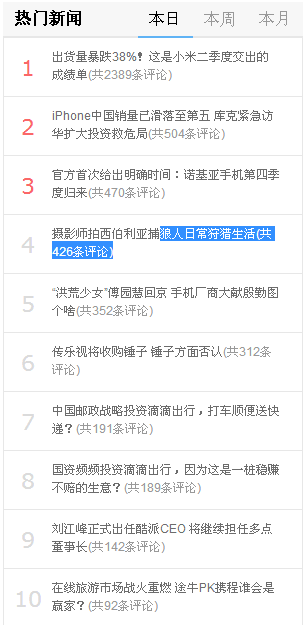 热门新闻 本日 本周 本月
1 出货量暴跌38%！这是小米二季度交出的
成绩单(共2389条评论)
2 iPhone中国销量已滑落至第五 库克紧急访
华扩大投资救危局(共504条评论)
3 官方首次给出明确时间：诺基亚手机第四季
度归来(共470条评论)
4 摄影师拍西伯利亚捕狼人日常狩猎生活(共
426条评论)
5 “洪荒少女”傅园慧回京 手机厂商大献殷勤图
个啥(共352条评论)
6 传乐视将收购锤子 锤子方面否认(共312条
评论)
7 中国邮政战略投资滴滴出行，打车顺便送快
递？(共191条评论)
8 国资频频投资滴滴出行，因为这是一桩稳赚
不赔的生意？(共189条评论)
9 刘江峰正式出任酷派CEO 将继续担任多点
董事长(共142条评论)
10 在线旅游市场战火重燃 途牛PK携程谁会是
赢家？(共92条评论)